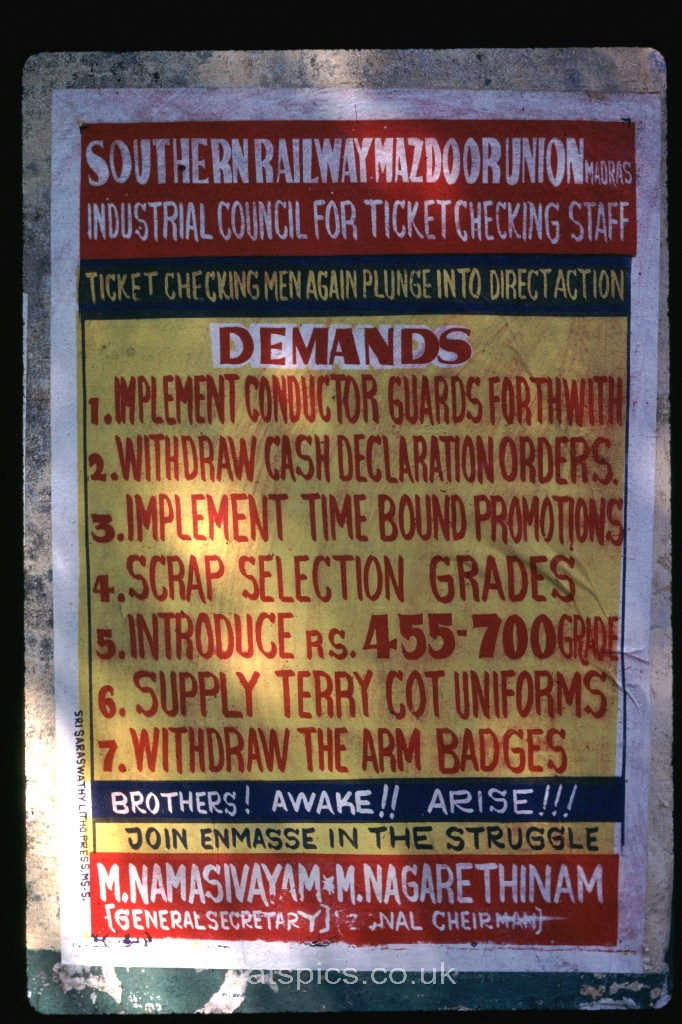 SOUTHERN RAILWAY MAZDOOR UNION MADRAS
INDUSTRIAL COUNCIL FOR TICKET CHECKING STAFF
TICKET CHECKING MEN AGAIN PLUNGE INTO DIRECT ACTION
DEMANDS
1. IMPLEMENT CONDUCTOR GUARDS FORTHWITH
2. WITHDRAW CASH DECLARATION ORDERS.
3. IMPLEMENT TIME BOUND PROMOTIONS
4. SCRAP SELECTION GRADES
5. INTRODUCE RS. 455-700 GRADE
6. SUPPLY TERRY COT UNIFORMS
7. WITHDRAW THE ARM BADGES
BROTHERS! AWAKE!! ARISE!!!
JOIN ENMASSE IN THE STRUGGLE
M. NAMASIVAYAM * M. NAGARETHINAM
[GENERAL SECRETARY] NAL CHEIRMAN]
SRI SARASWATHY LITHO PRESS, MS-5.
atspics.co.uk